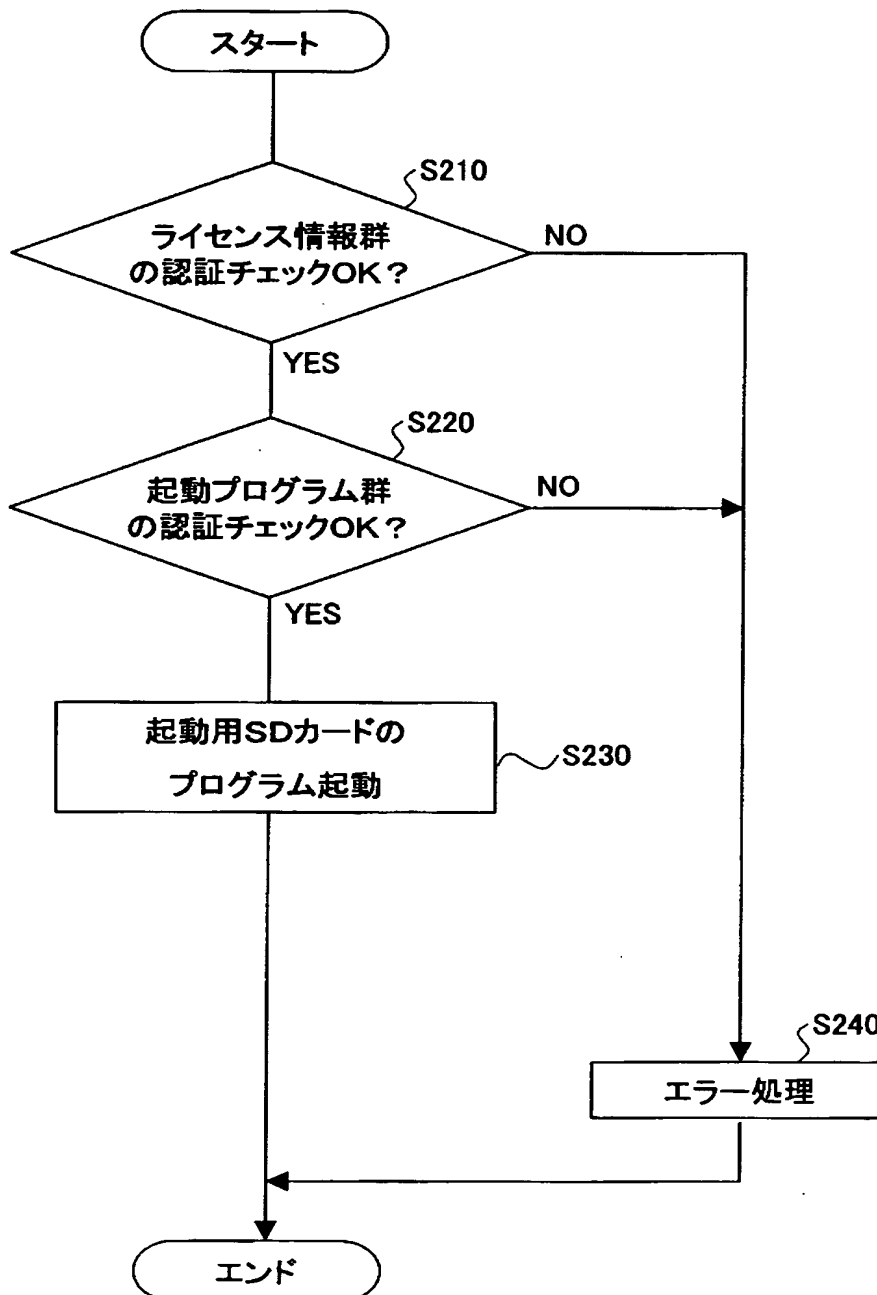 スタート
S210
ライセンス情報群
の認証チェックOK？
NO
YES
S220
起動プログラム群
の認証チェックOK？
NO
YES
起動用SDカードの
プログラム起動
S230
S240
エラー処理
エンド